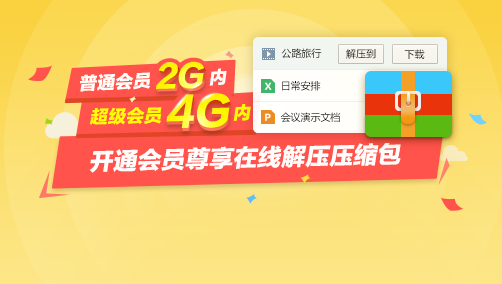 普通会员2G内
超级会员4G内
开通会员尊享在线解压压缩包
公路旅行 解压到 下载
X 日常安排
P 会议演示文档